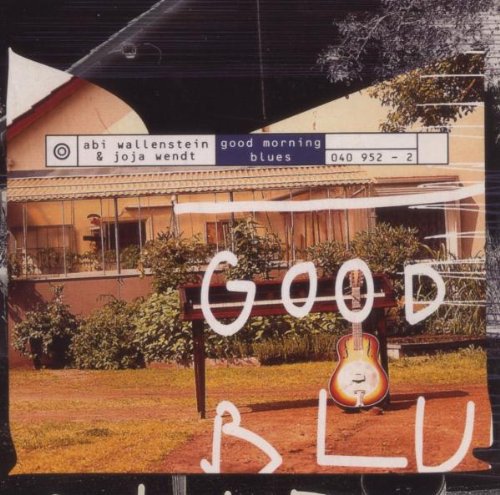 abi wallenstein
& joja wendt
good morning
blues
040 952 - 2
GOOD
BLU